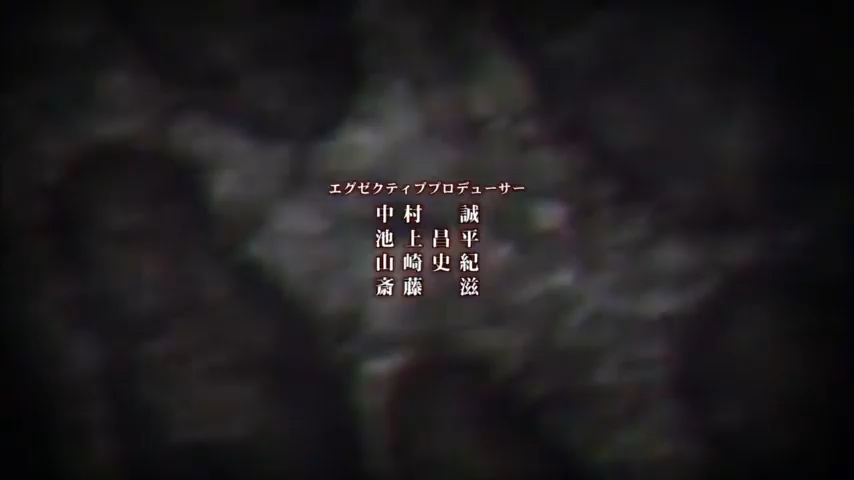 エグゼクティブプロデューサー
中村 誠
池上昌平
山崎史紀
斎藤 滋